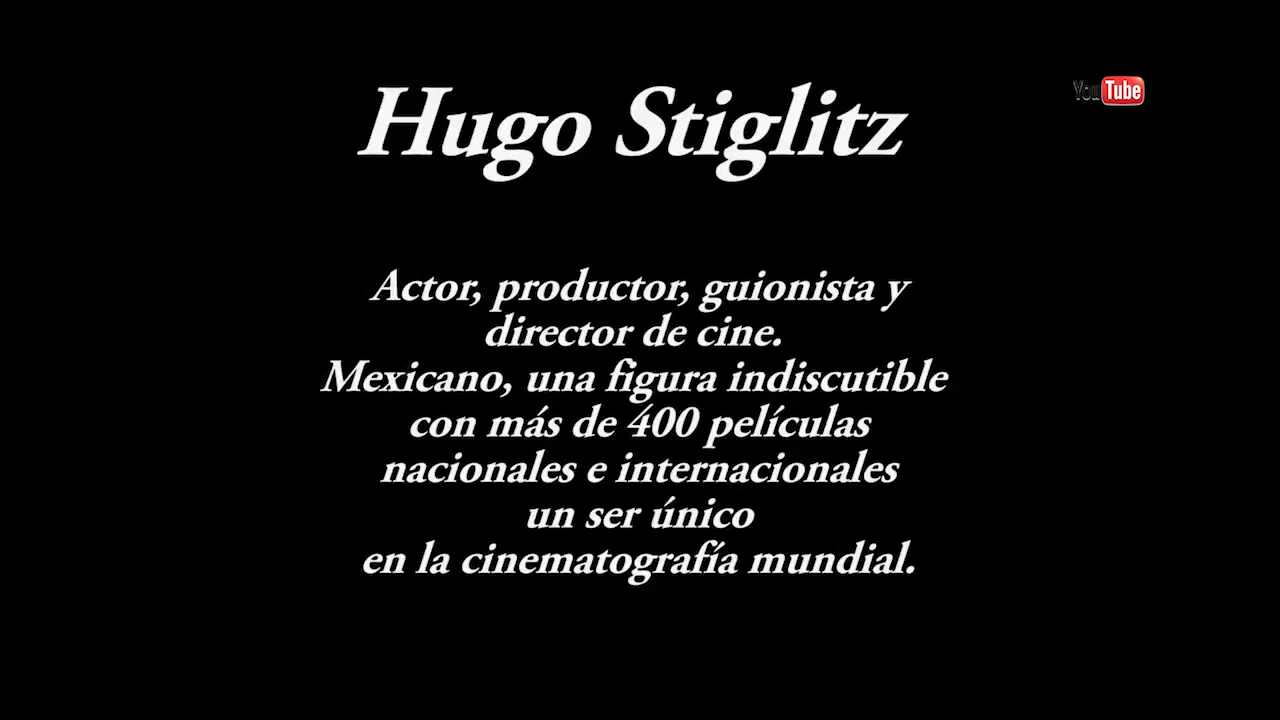 Hugo Stiglitz
YouTube
Actor, productor, guionista y
director de cine.
Mexicano, una figura indiscutible
con más de 400 películas
nacionales e internacionales
un ser único
en la cinematografía mundial.